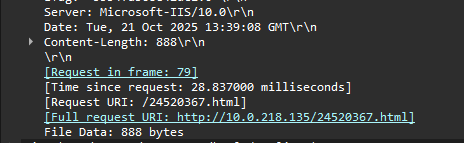 Server: Microsoft-IIS/10.0\r\n
Date: Tue, 21 Oct 2025 13:39:08 GMT\r\n
Content-Length: 888\r\n
\r\n
[Request in frame: 79]
[Time since request: 28.837000 milliseconds]
[Request URI: /24520367.html]
[Full request URI: http://10.0.218.135/24520367.html]
File Data: 888 bytes